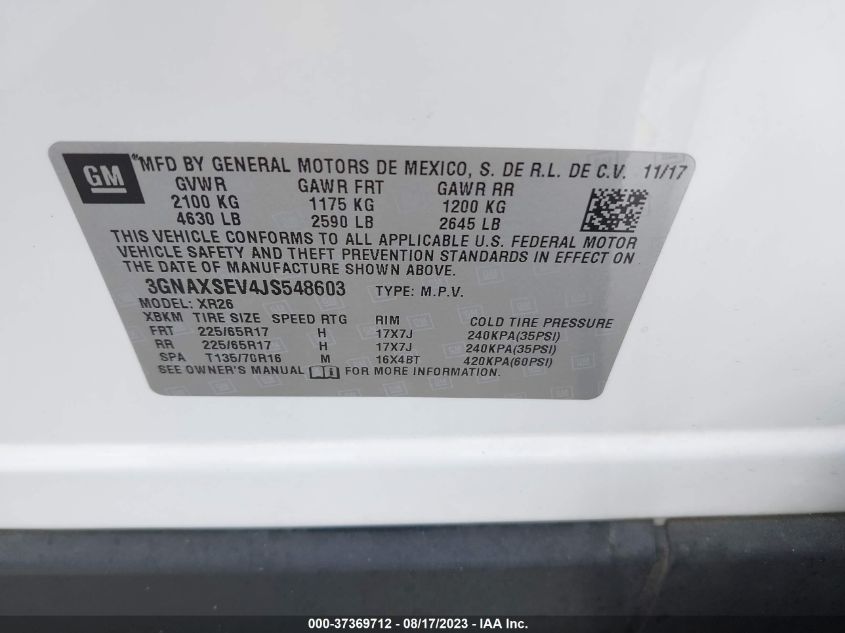 GM
MFD BY GENERAL MOTORS DE MEXICO, S. DE R.L. DE C.V. 11/17
GVWR GAWR FRT GAWR RR
2100 KG 1175 KG 1200 KG
4630 LB 2590 LB 2645 LB
THIS VEHICLE CONFORMS TO ALL APPLICABLE U.S. FEDERAL MOTOR
VEHICLE SAFETY AND THEFT PREVENTION STANDARDS IN EFFECT ON
THE DATE OF MANUFACTURE SHOWN ABOVE.
3GNAXSEV4JS548603 TYPE: M.P.V.
MODEL: XR26
XBKM TIRE SIZE SPEED RTG RIM COLD TIRE PRESSURE
FRT 225/65R17 H 17X7J 240KPA(35PSI)
RR 225/65R17 H 17X7J 240KPA(35PSI)
SPA T135/70R16 M 16X4BT 420KPA(60PSI)
SEE OWNER'S MANUAL FOR MORE INFORMATION.
000-37369712 - 08/17/2023 - IAA Inc.